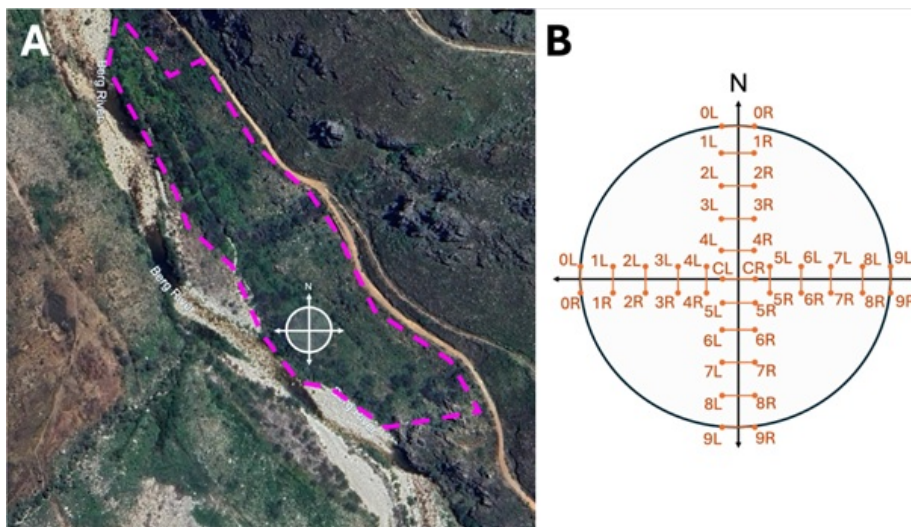 A
Berg River
Berg Ri
N
B
N
0L 0R
1L 1R
2L 2R
3L 3R
4L 4R
0L 1L 2L 3L 4L CL CR 5L 6L 7L 8L 9L
0R 1R 2R 3R 4R 5R 6R 7R 8R 9R
5L 5R
6L 6R
7L 7R
8L 8R
9L 9R